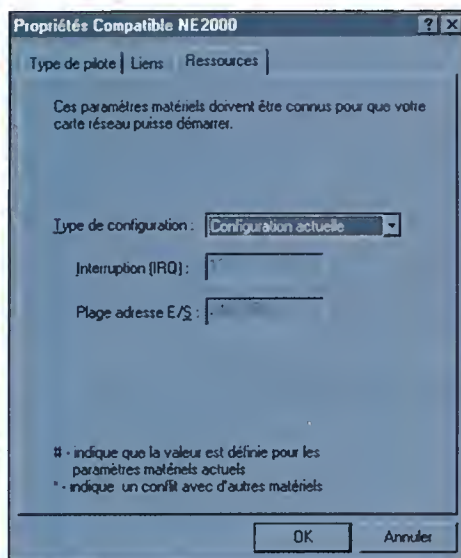 Propriétés Compatible NE2000
Type de pilote
Liens
Ressources
Ces paramètres matériels doivent être connus pour que votre
carte réseau puisse démarrer.
Type de configuration : Configuration actuelle
Interruption (IRQ) :
Plage adresse E/S :
# - indique que la valeur est définie pour les
paramètres matériels actuels
* - indique un conflit avec d'autres matériels
OK
Annuler